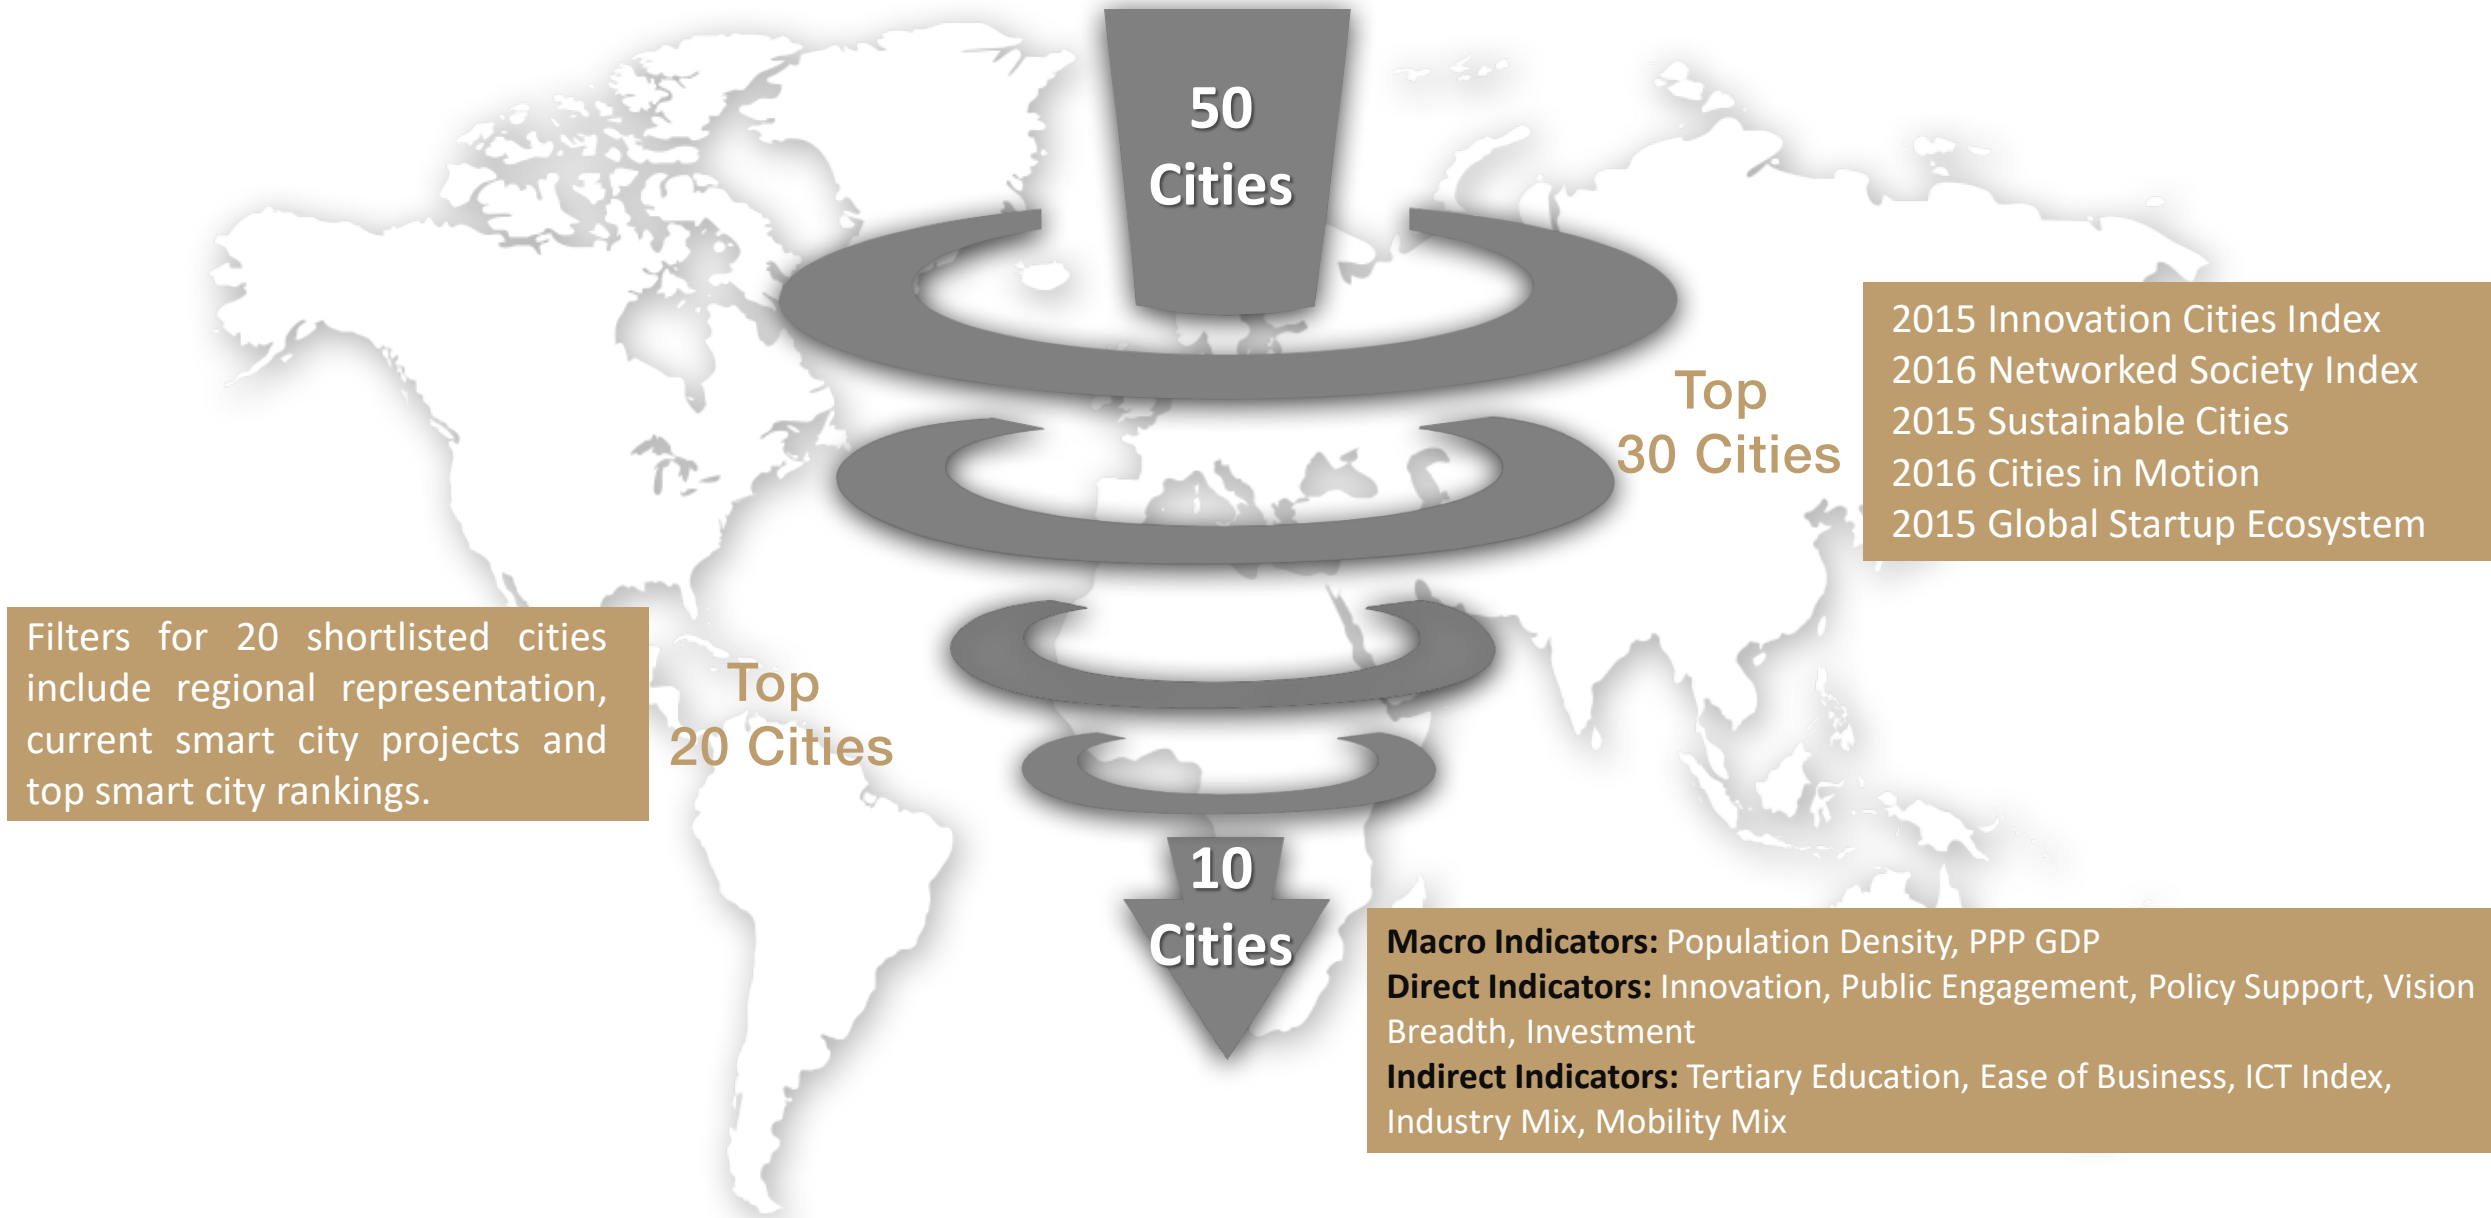 50
Cities
2015 Innovation Cities Index
2016 Networked Society Index
2015 Sustainable Cities
2016 Cities in Motion
2015 Global Startup Ecosystem
Top
30 Cities
Filters for 20 shortlisted cities
include regional representation,
current smart city projects and
top smart city rankings.
Top
20 Cities
10
Cities
Macro Indicators: Population Density, PPP GDP
Direct Indicators: Innovation, Public Engagement, Policy Support, Vision
Breadth, Investment
Indirect Indicators: Tertiary Education, Ease of Business, ICT Index,
Industry Mix, Mobility Mix